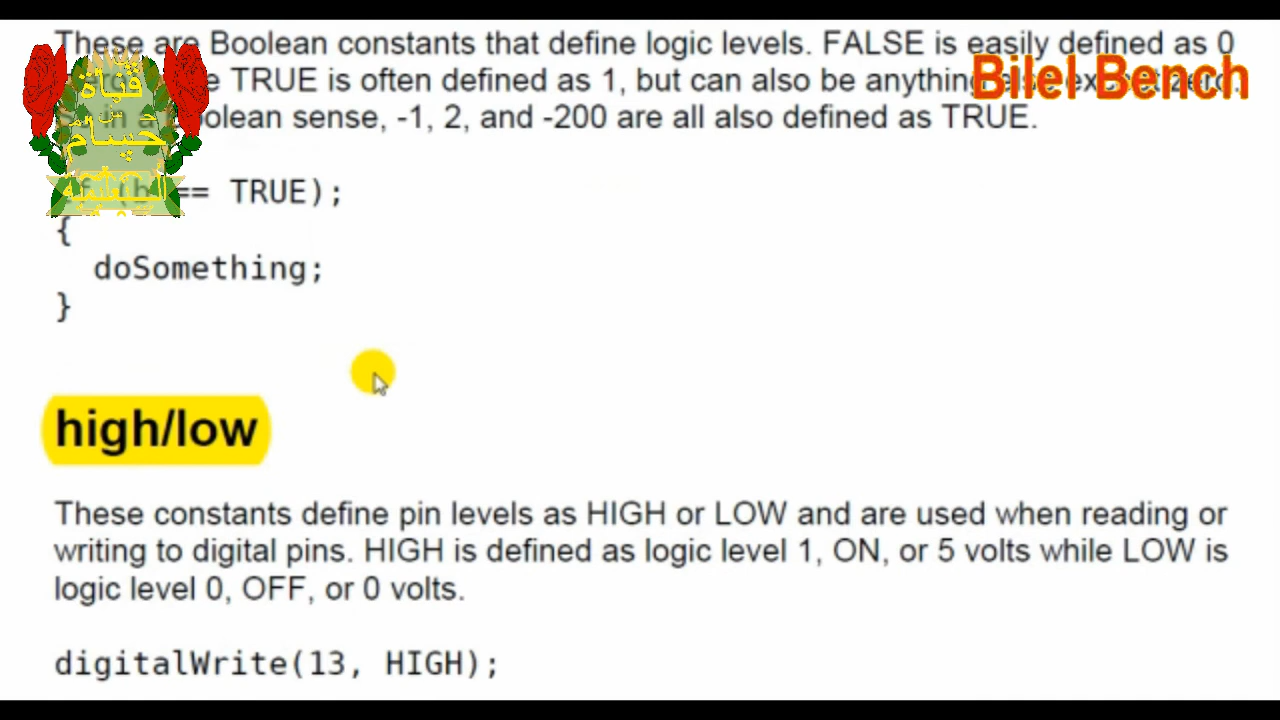 These are Boolean constants that define logic levels. FALSE is easily defined as 0
TRUE is often defined as 1, but can also be anything
in a Boolean sense, -1, 2, and -200 are all also defined as TRUE.
Bilel Bench
قناة
حسام
== TRUE);
{
doSomething;
}
high/low
These constants define pin levels as HIGH or LOW and are used when reading or
writing to digital pins. HIGH is defined as logic level 1, ON, or 5 volts while LOW is
logic level 0, OFF, or 0 volts.
digitalWrite(13, HIGH);